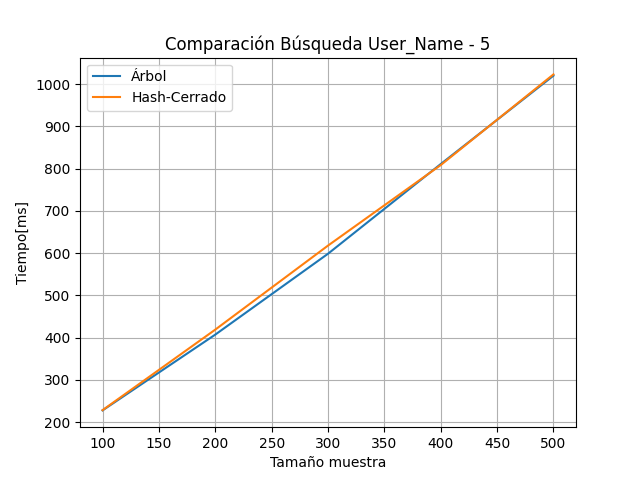 Comparación Búsqueda User_Name - 5
Árbol
Hash-Cerrado
1000
900
800
700
600
500
400
300
200
Tiempo[ms]
100 150 200 250 300 350 400 450 500
Tamaño muestra